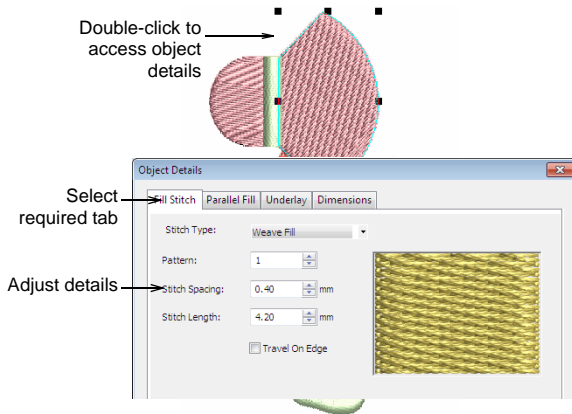 Double-click to
access object
details
Object Details
Select
required tab
Fill Stitch Parallel Fill Underlay Dimensions
Stitch Type: Weave Fill
Pattern: 1
Adjust details
Stitch Spacing: 0.40 mm
Stitch Length: 4.20 mm
Travel On Edge